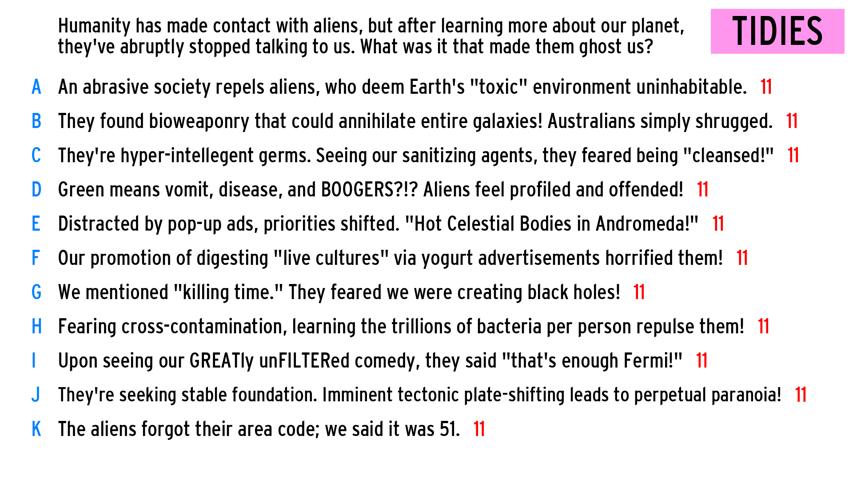 Humanity has made contact with aliens, but after learning more about our planet,
they've abruptly stopped talking to us. What was it that made them ghost us?
TIDIES
A An abrasive society repels aliens, who deem Earth's "toxic" environment uninhabitable. 11
B They found bioweaponry that could annihilate entire galaxies! Australians simply shrugged. 11
C They're hyper-intellegent germs. Seeing our sanitizing agents, they feared being "cleansed!" 11
D Green means vomit, disease, and BOOGERS?!? Aliens feel profiled and offended! 11
E Distracted by pop-up ads, priorities shifted. "Hot Celestial Bodies in Andromeda!" 11
F Our promotion of digesting "live cultures" via yogurt advertisements horrified them! 11
G We mentioned "killing time." They feared we were creating black holes! 11
H Fearing cross-contamination, learning the trillions of bacteria per person repulse them! 11
I Upon seeing our GREATly unFILTERed comedy, they said "that's enough Fermi!" 11
J They're seeking stable foundation. Imminent tectonic plate-shifting leads to perpetual paranoia! 11
K The aliens forgot their area code; we said it was 51. 11